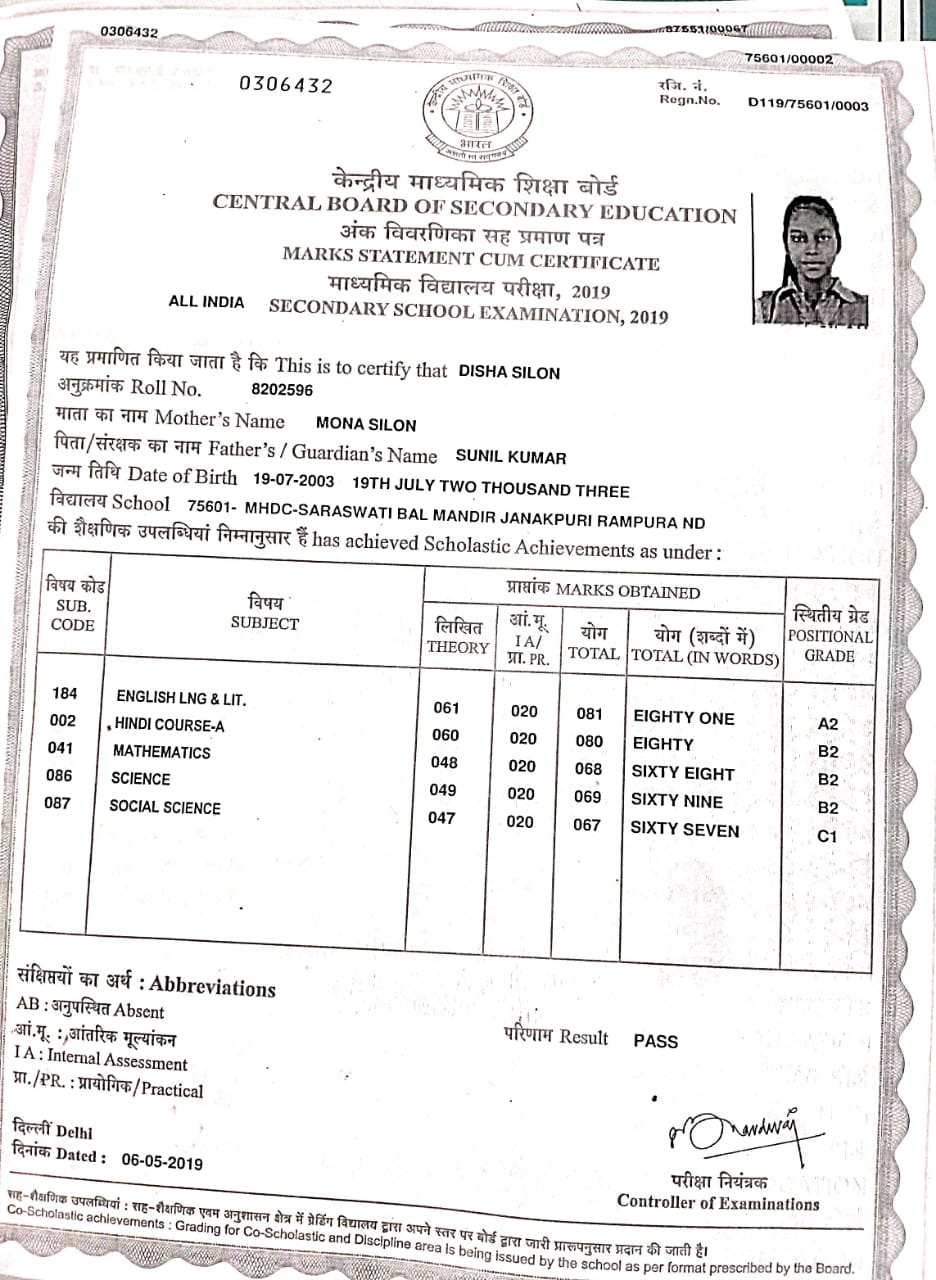 0306432
87551/00067
75601/00002
0306432
रजि. नं.
Regn.No. D119/75601/0003
केन्द्रीय माध्यमिक शिक्षा बोर्ड
भारत
असतो मा सद्गमय
केन्द्रीय माध्यमिक शिक्षा बोर्ड
CENTRAL BOARD OF SECONDARY EDUCATION
अंक विवरणिका सह प्रमाण पत्र
MARKS STATEMENT CUM CERTIFICATE
माध्यमिक विद्यालय परीक्षा, 2019
ALL INDIA SECONDARY SCHOOL EXAMINATION, 2019
यह प्रमाणित किया जाता है कि This is to certify that DISHA SILON
अनुक्रमांक Roll No. 8202596
माता का नाम Mother's Name MONA SILON
पिता/संरक्षक का नाम Father's / Guardian's Name SUNIL KUMAR
जन्म तिथि Date of Birth 19-07-2003 19TH JULY TWO THOUSAND THREE
विद्यालय School 75601- MHDC-SARASWATI BAL MANDIR JANAKPURI RAMPURA ND
की शैक्षणिक उपलब्धियां निम्नानुसार हैं has achieved Scholastic Achievements as under :
विषय कोड
SUB.
CODE
विषय
SUBJECT
प्राप्तांक MARKS OBTAINED
लिखित
THEORY
आं.मू.
I A/
प्रा. PR.
योग
TOTAL
योग (शब्दों में)
TOTAL (IN WORDS)
स्थितीय ग्रेड
POSITIONAL
GRADE
184 ENGLISH LNG & LIT. 061 020 081 EIGHTY ONE A2
002 HINDI COURSE-A 060 020 080 EIGHTY B2
041 MATHEMATICS 048 020 068 SIXTY EIGHT B2
086 SCIENCE 049 020 069 SIXTY NINE B2
087 SOCIAL SCIENCE 047 020 067 SIXTY SEVEN C1
संक्षिप्तियों का अर्थ : Abbreviations
AB : अनुपस्थित Absent
आं.मू. : आंतरिक मूल्यांकन
I A : Internal Assessment
प्रा./PR. : प्रायोगिक/Practical
परिणाम Result PASS
दिल्ली Delhi
दिनांक Dated : 06-05-2019
परीक्षा नियंत्रक
Controller of Examinations
सह-शैक्षणिक उपलब्धियां : सह-शैक्षणिक एवम अनुशासन क्षेत्र में ग्रेडिंग विद्यालय द्वारा अपने स्तर पर बोर्ड द्वारा जारी प्रारूपनुसार प्रदान की जाती है।
Co-Scholastic achievements : Grading for Co-Scholastic and Discipline area is being issued by the school as per format prescribed by the Board.